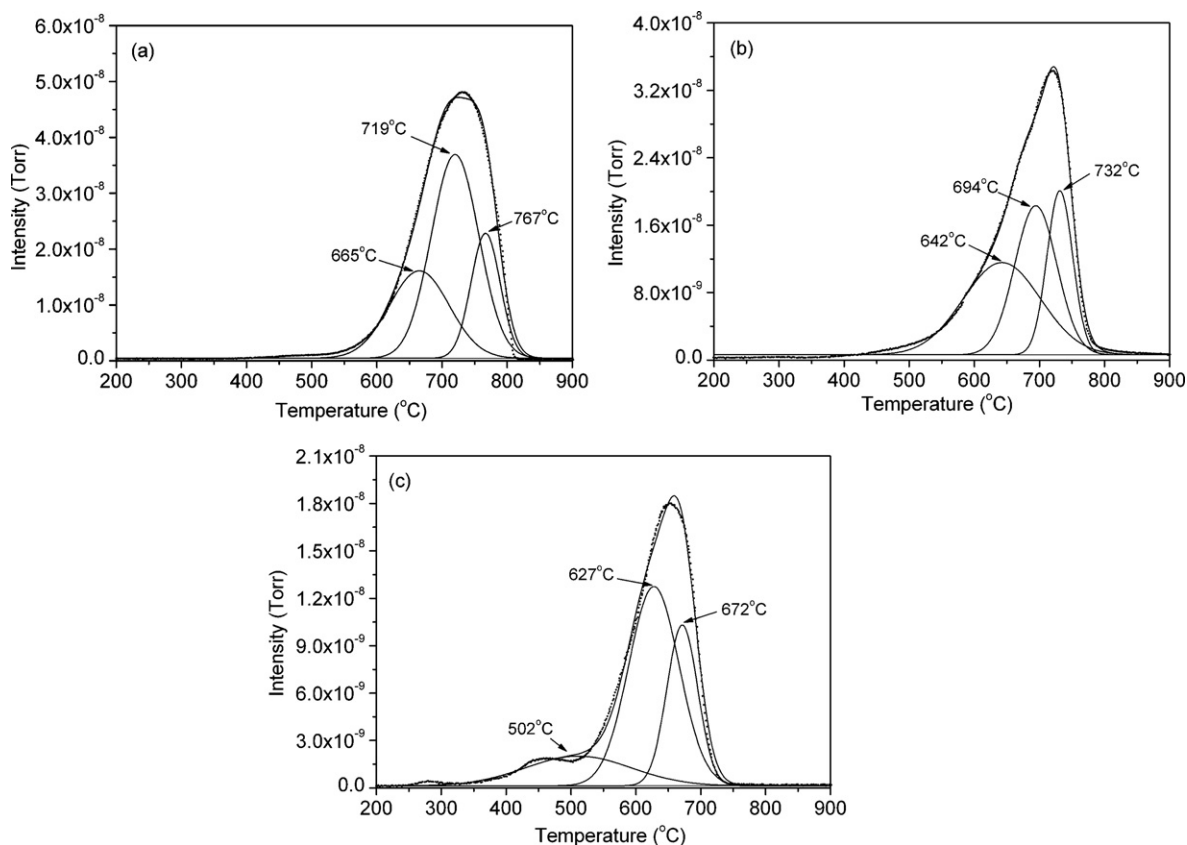 (a)
Intensity (Torr)
6.0x10⁻⁸
5.0x10⁻⁸
4.0x10⁻⁸
3.0x10⁻⁸
2.0x10⁻⁸
1.0x10⁻⁸
0.0
719°C
767°C
665°C
200 300 400 500 600 700 800 900
Temperature (°C)
(b)
Intensity (Torr)
4.0x10⁻⁸
3.2x10⁻⁸
2.4x10⁻⁸
1.6x10⁻⁸
8.0x10⁻⁹
0.0
732°C
694°C
642°C
200 300 400 500 600 700 800 900
Temperature (°C)
(c)
Intensity (Torr)
2.1x10⁻⁸
1.8x10⁻⁸
1.5x10⁻⁸
1.2x10⁻⁸
9.0x10⁻⁹
6.0x10⁻⁹
3.0x10⁻⁹
0.0
627°C
672°C
502°C
200 300 400 500 600 700 800 900
Temperature (°C)